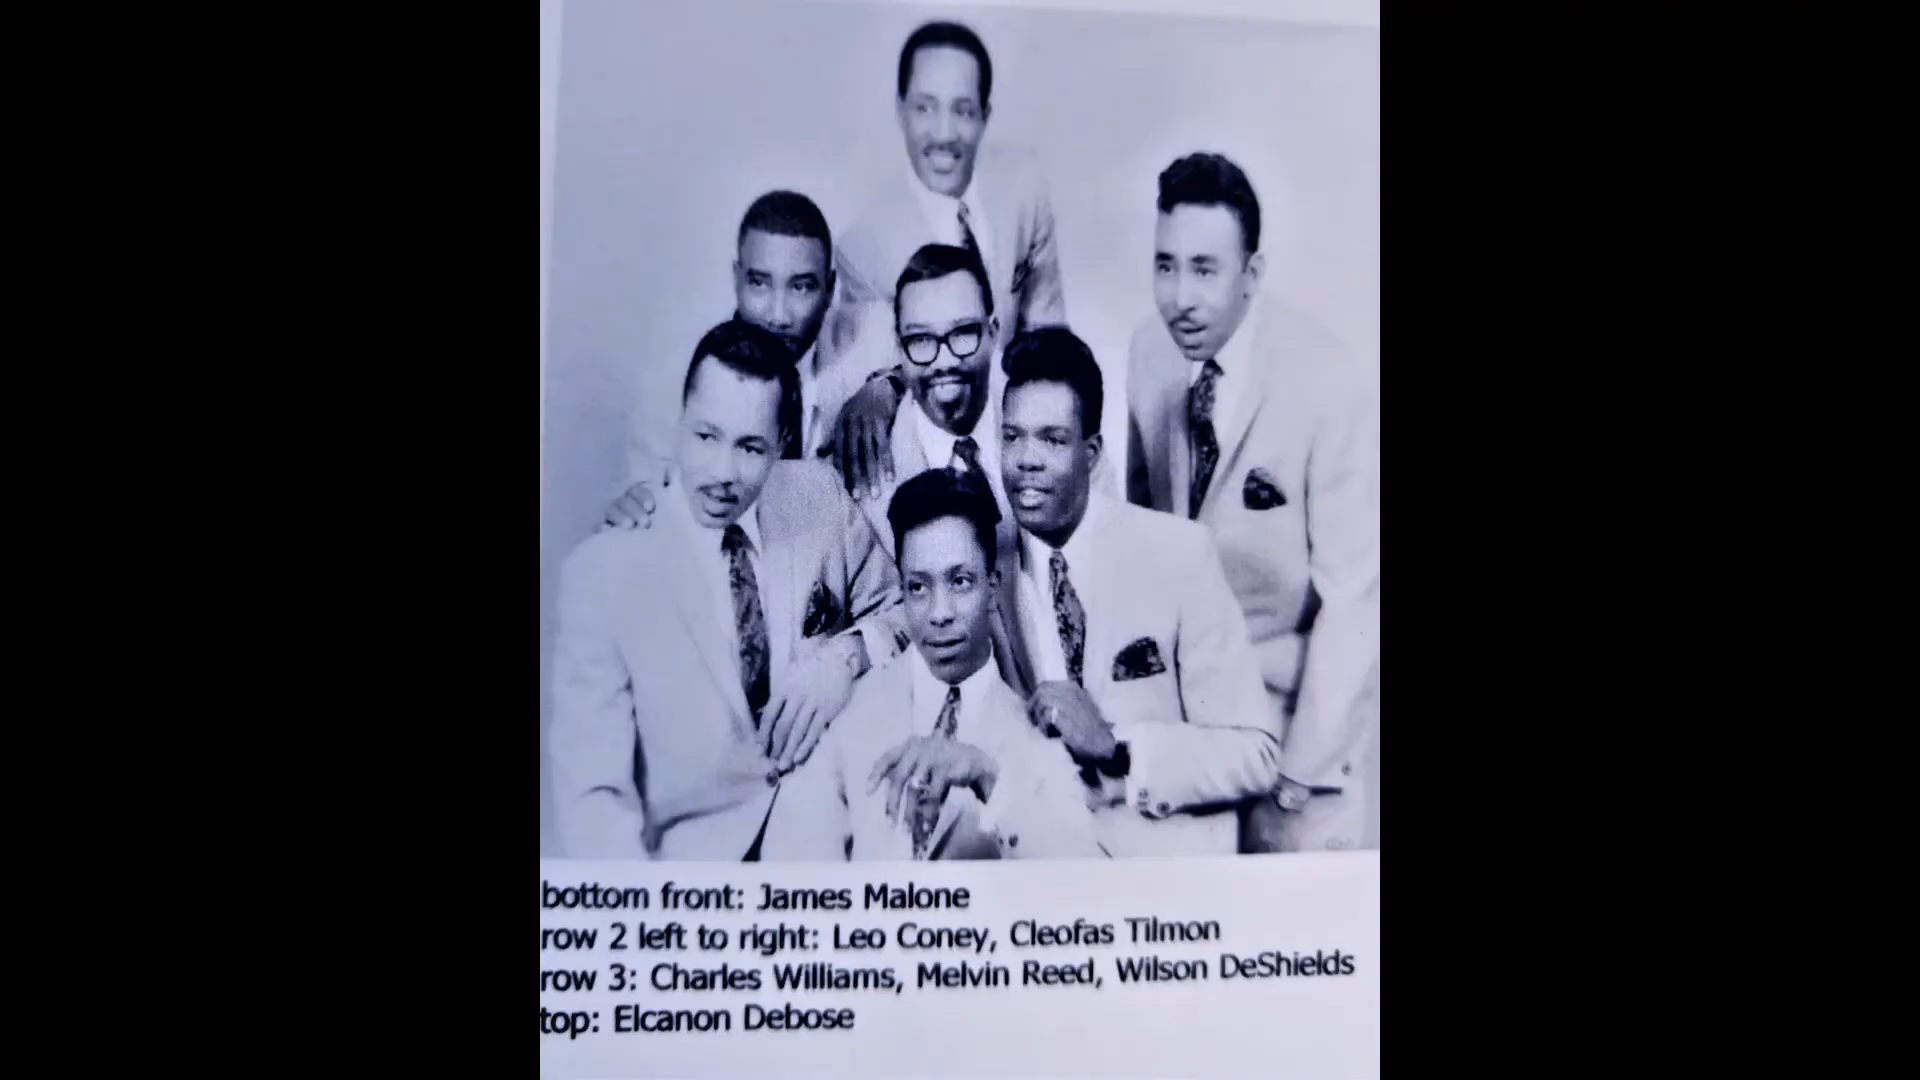 bottom front: James Malone
row 2 left to right: Leo Coney, Cleofas Tilmon
row 3: Charles Williams, Melvin Reed, Wilson DeShields
top: Elcanon Debose